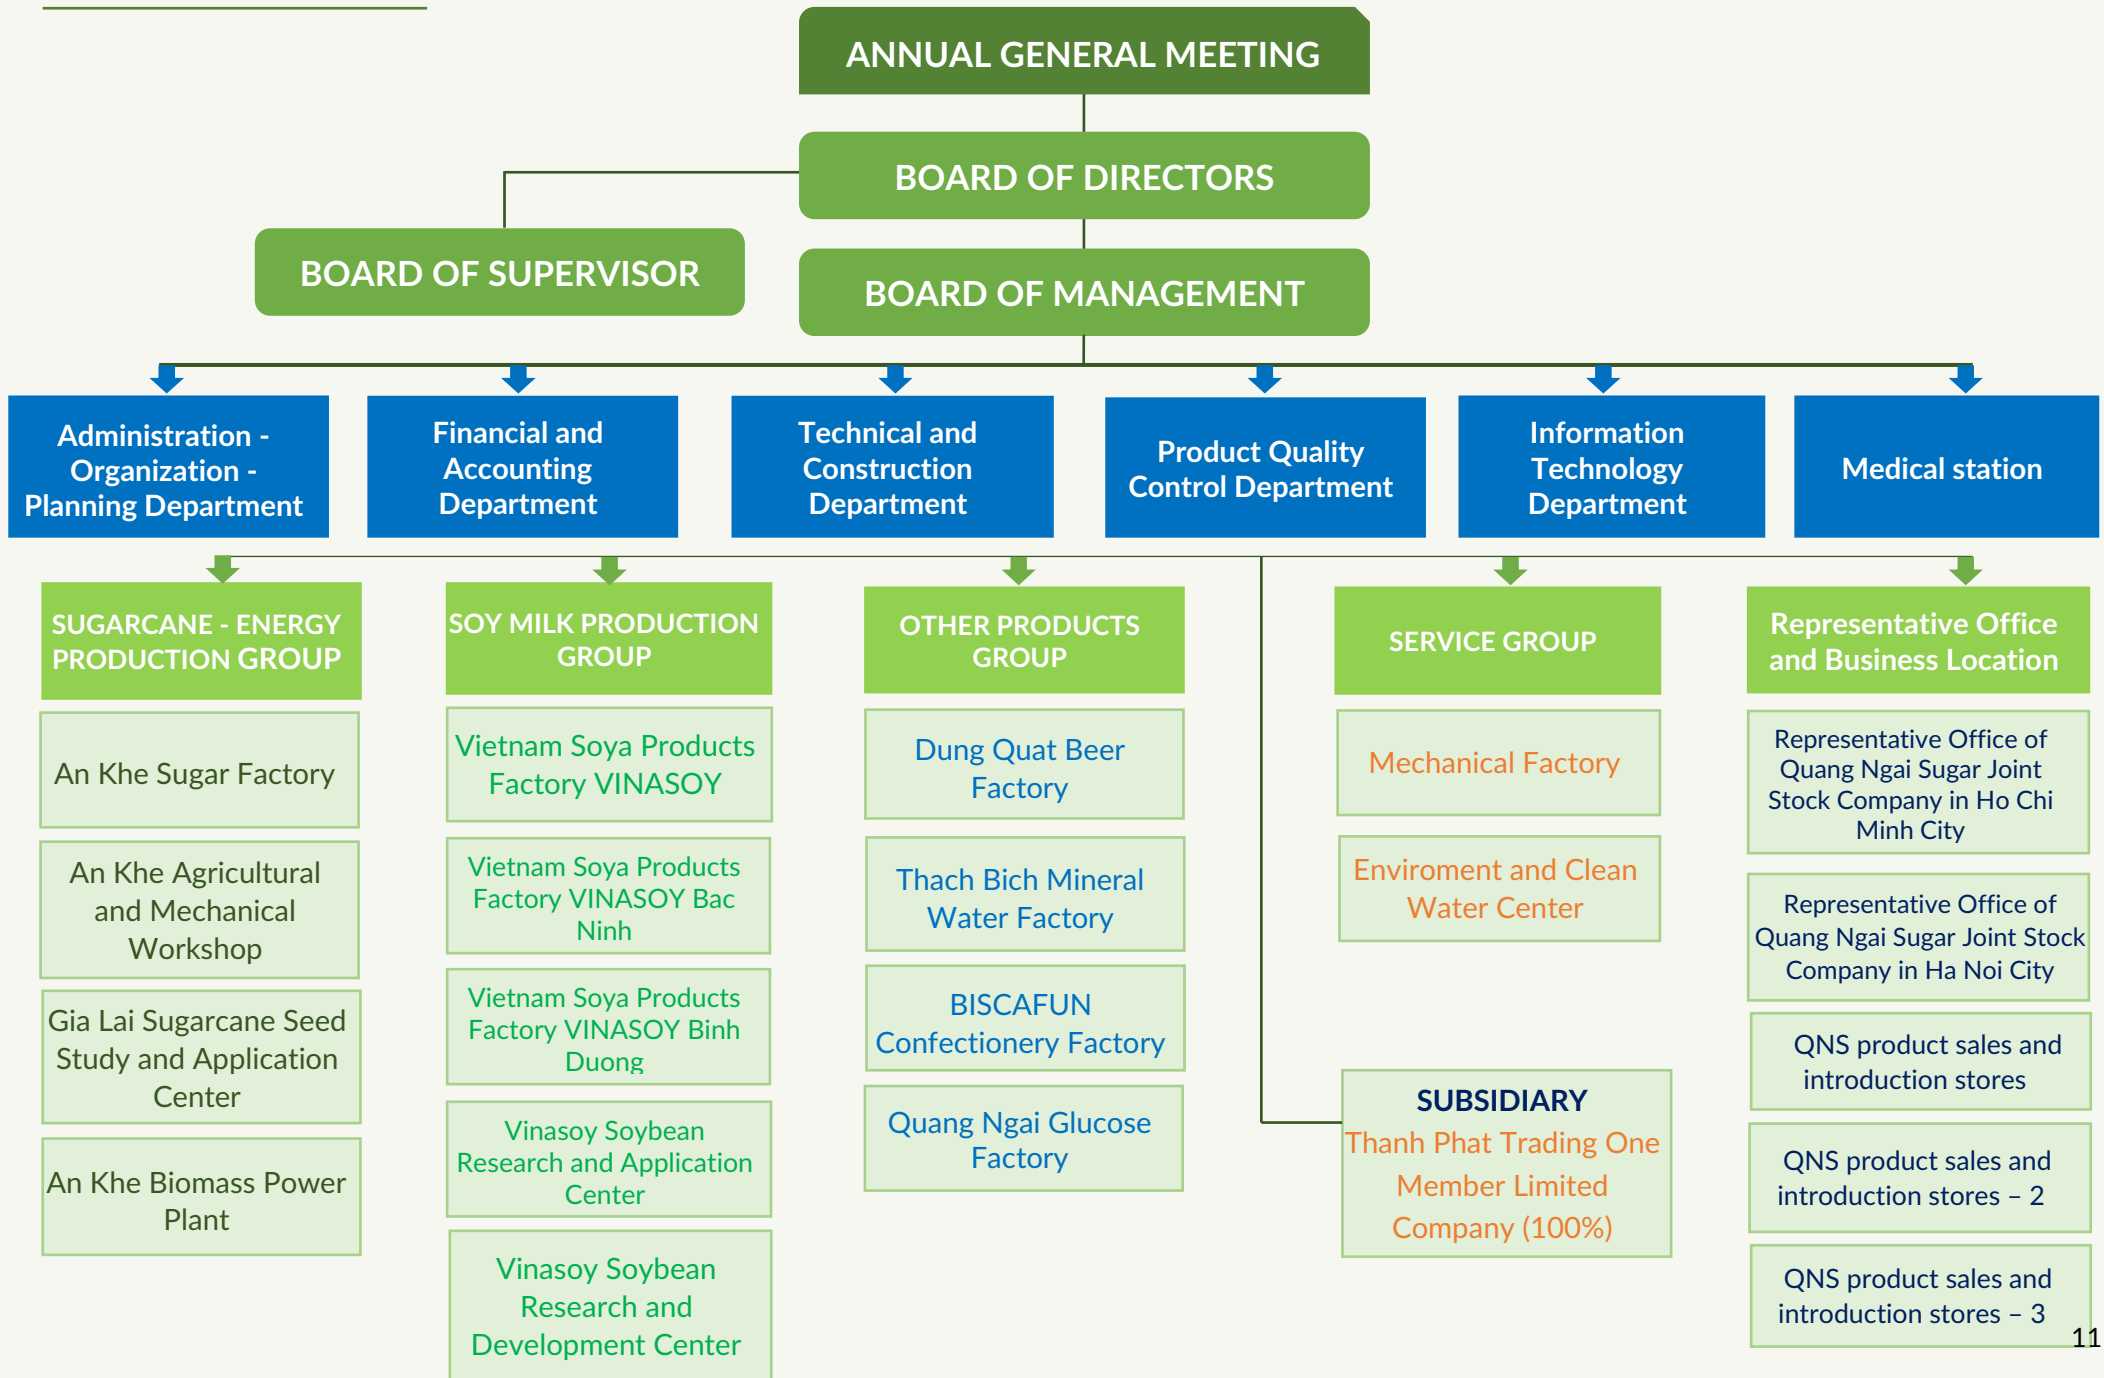 ANNUAL GENERAL MEETING
BOARD OF DIRECTORS
BOARD OF SUPERVISOR
BOARD OF MANAGEMENT
Administration -
Organization -
Planning Department
Financial and
Accounting
Department
Technical and
Construction
Department
Product Quality
Control Department
Information
Technology
Department
Medical station
SUGARCANE - ENERGY
PRODUCTION GROUP
An Khe Sugar Factory
An Khe Agricultural
and Mechanical
Workshop
Gia Lai Sugarcane Seed
Study and Application
Center
An Khe Biomass Power
Plant
SOY MILK PRODUCTION
GROUP
Vietnam Soya Products
Factory VINASOY
Vietnam Soya Products
Factory VINASOY Bac
Ninh
Vietnam Soya Products
Factory VINASOY Binh
Duong
Vinasoy Soybean
Research and Application
Center
Vinasoy Soybean
Research and
Development Center
OTHER PRODUCTS
GROUP
Dung Quat Beer
Factory
Thach Bich Mineral
Water Factory
BISCAFUN
Confectionery Factory
Quang Ngai Glucose
Factory
SERVICE GROUP
Mechanical Factory
Enviroment and Clean
Water Center
SUBSIDIARY
Thanh Phat Trading One
Member Limited
Company (100%)
Representative Office
and Business Location
Representative Office of
Quang Ngai Sugar Joint
Stock Company in Ho Chi
Minh City
Representative Office of
Quang Ngai Sugar Joint Stock
Company in Ha Noi City
QNS product sales and
introduction stores
QNS product sales and
introduction stores – 2
QNS product sales and
introduction stores – 3
11